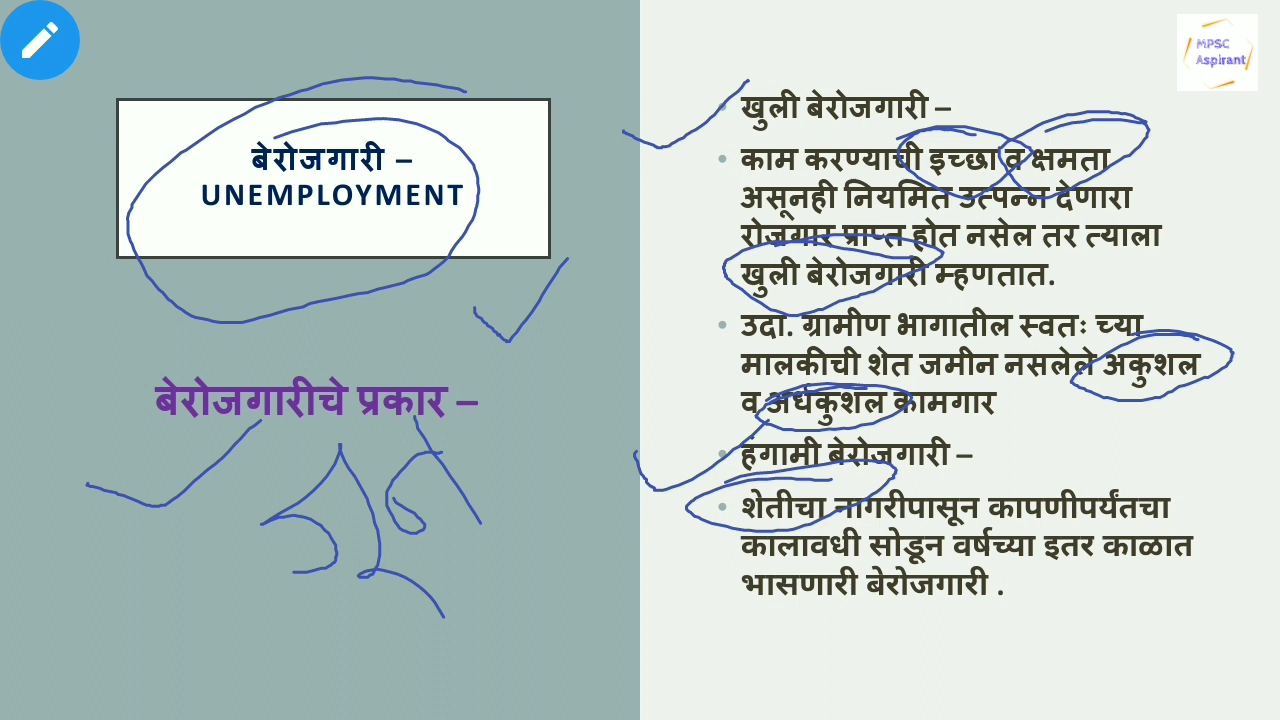 MPSC
Aspirant
बेरोजगारी –
UNEMPLOYMENT
बेरोजगारीचे प्रकार –
खुली बेरोजगारी –
काम करण्याची इच्छा व क्षमता
असूनही नियमित उत्पन्न देणारा
रोजगार प्राप्त होत नसेल तर त्याला
खुली बेरोजगारी म्हणतात.
उदा. ग्रामीण भागातील स्वतः च्या
मालकीची शेत जमीन नसलेले अकुशल
व अर्धकुशल कामगार
हंगामी बेरोजगारी –
शेतीचा नागरीपासून कापणीपर्यंतचा
कालावधी सोडून वर्षच्या इतर काळात
भासणारी बेरोजगारी .